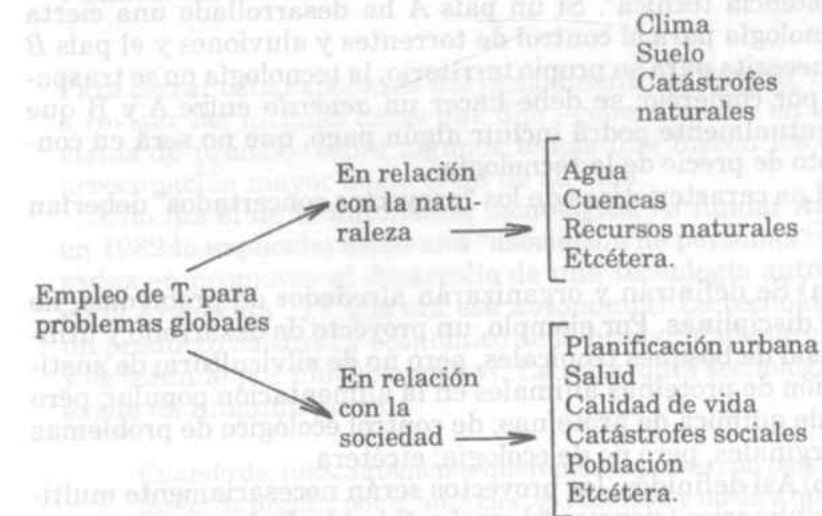 Clima
Suelo
Catástrofes
naturales
En relación
con la natu-
raleza
Agua
Cuencas
Recursos naturales
Etcétera.
Empleo de T. para
problemas globales
En relación
con la
sociedad
Planificación urbana
Salud
Calidad de vida
Catástrofes sociales
Población
Etcétera.